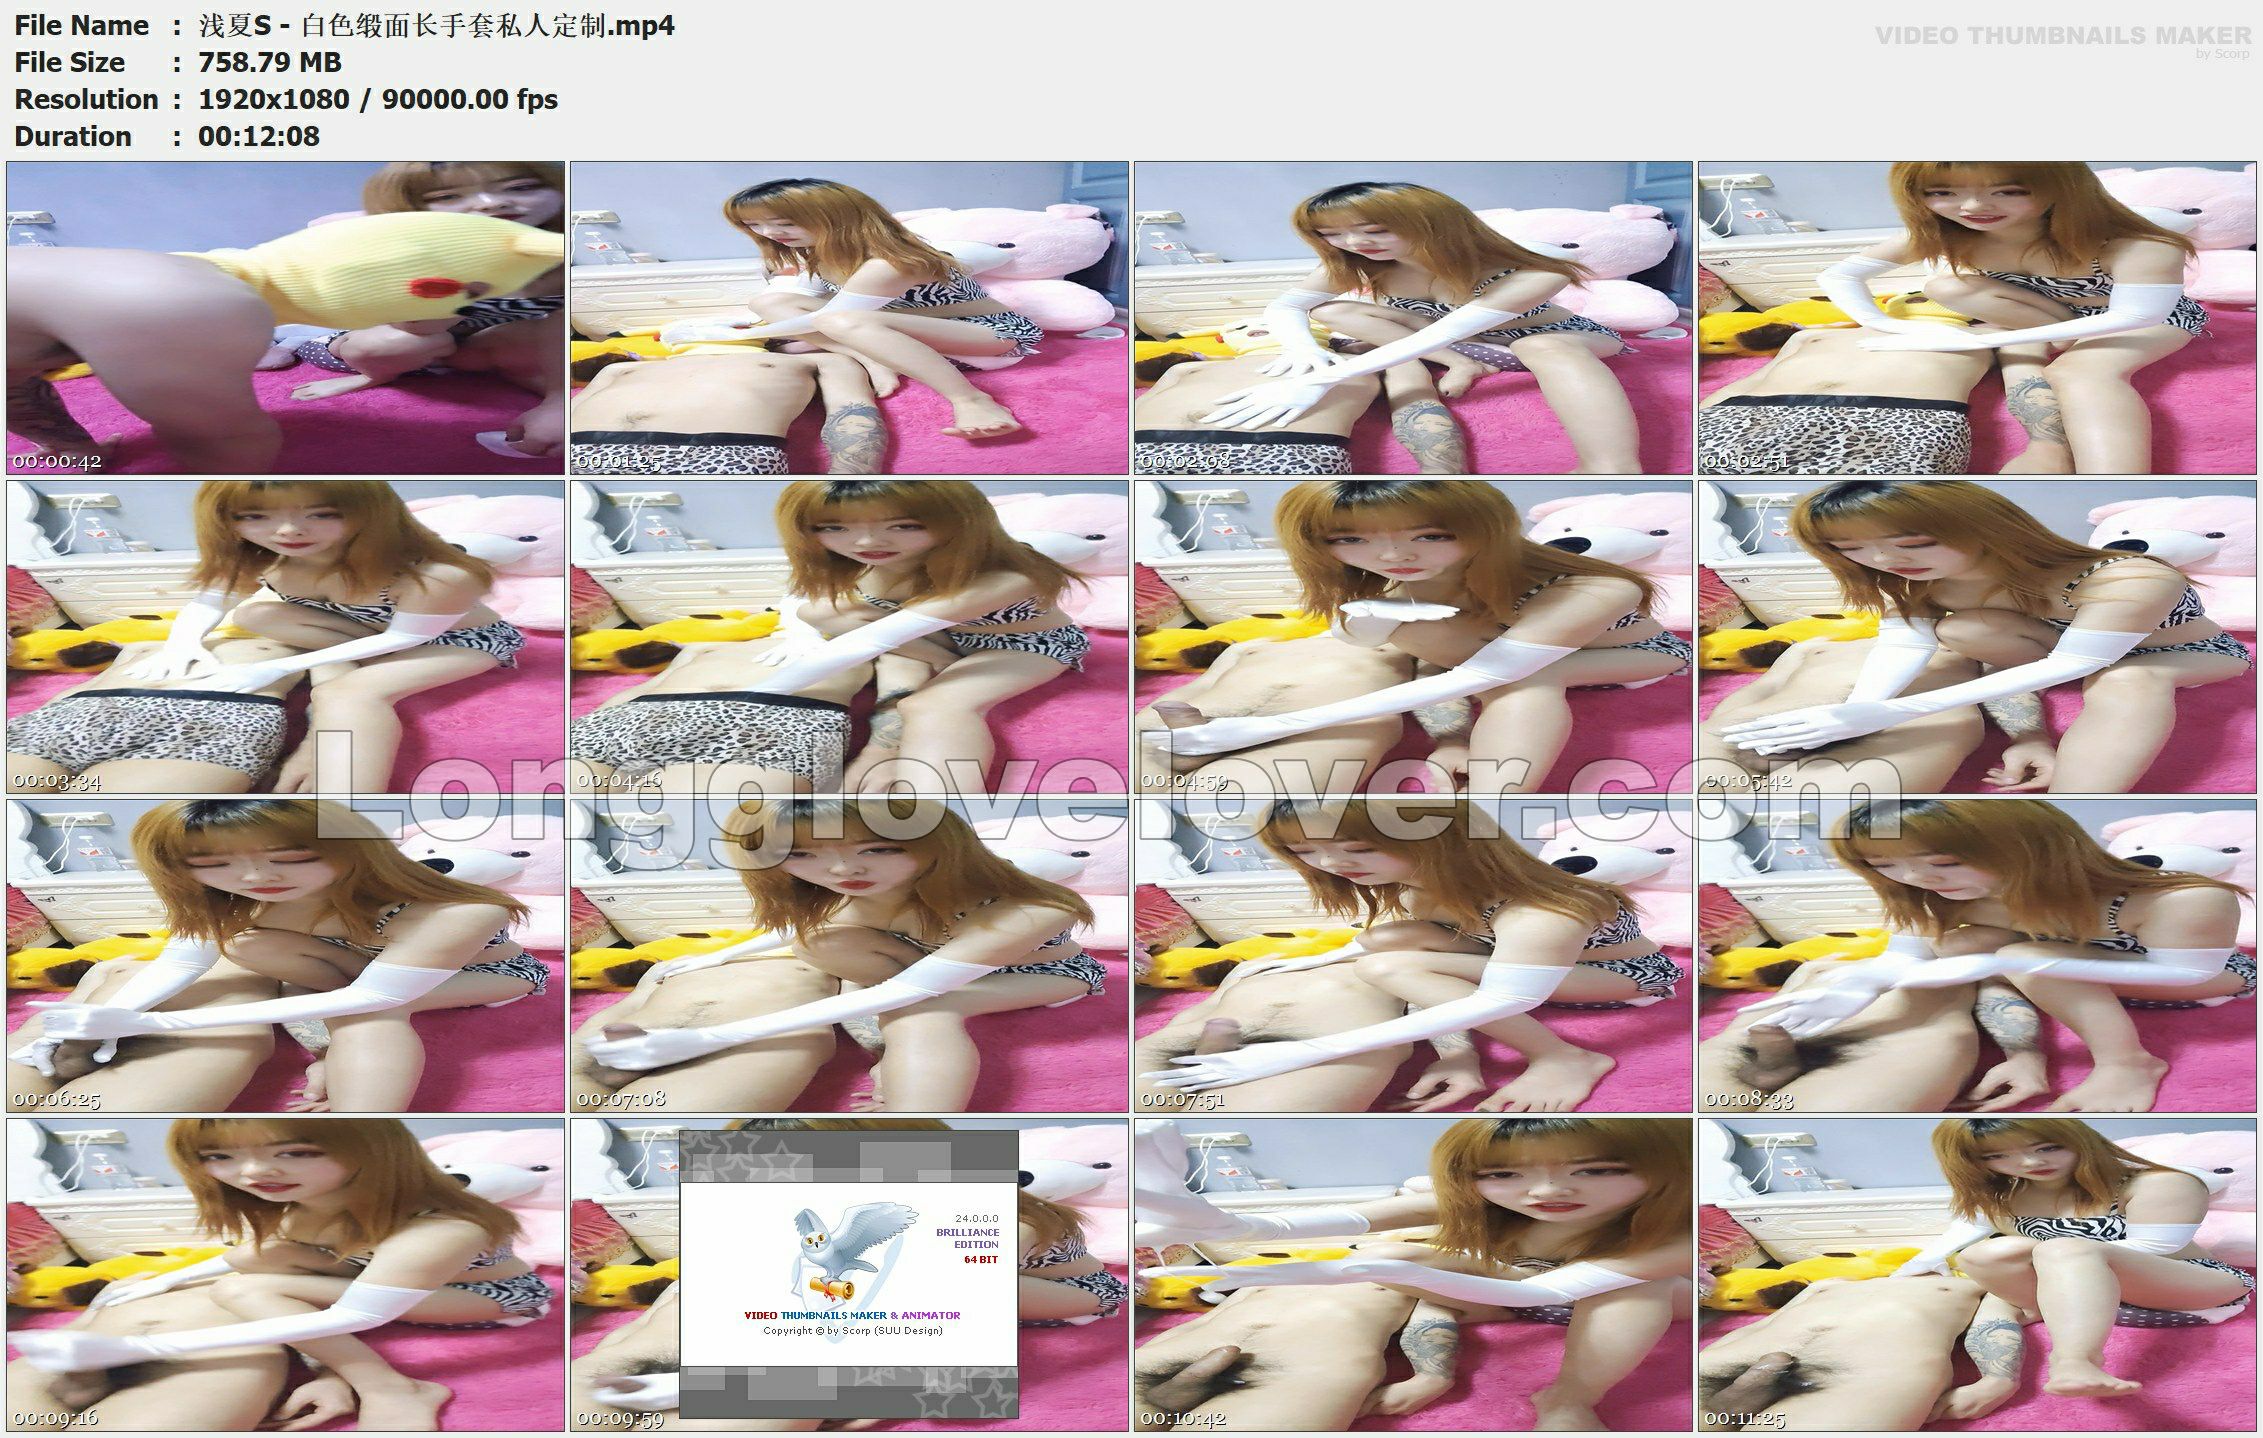 File Name : 浅夏S - 白色缎面长手套私人定制.mp4
VIDEO THUMBNAILS MAKER
by Scorp
File Size : 758.79 MB
Resolution : 1920x1080 / 90000.00 fps
Duration : 00:12:08
00:00:42
00:01:25
00:02:08
00:02:51
00:03:34
00:04:16
00:04:59
00:05:42
Longglovelover.com
00:06:25
00:07:08
00:07:51
00:08:33
24.0.0.0
BRILLIANCE
EDITION
64 BIT
VIDEO THUMBNAILS MAKER & ANIMATOR
Copyright © by Scorp (SUU Design)
00:09:16
00:09:59
00:10:42
00:11:25